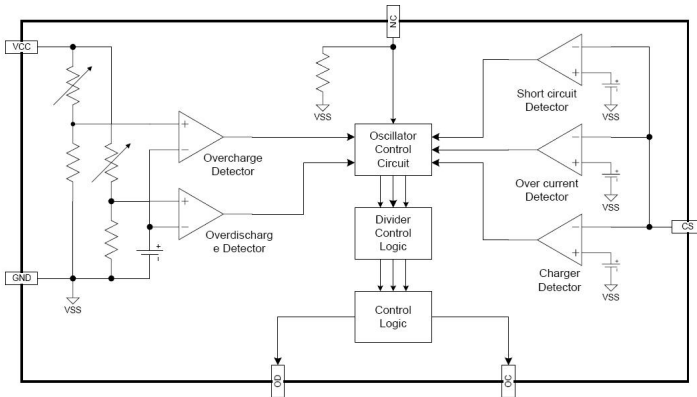 NC
VCC
VSS
Short circuit
Detector
VSS
Oscillator
Control
Circuit
Overcharge
Detector
Over current
Detector
VSS
Overdischarg
e Detector
Divider
Control
Logic
CS
GND
VSS
Charger
Detector
VSS
Control
Logic
OD
OC